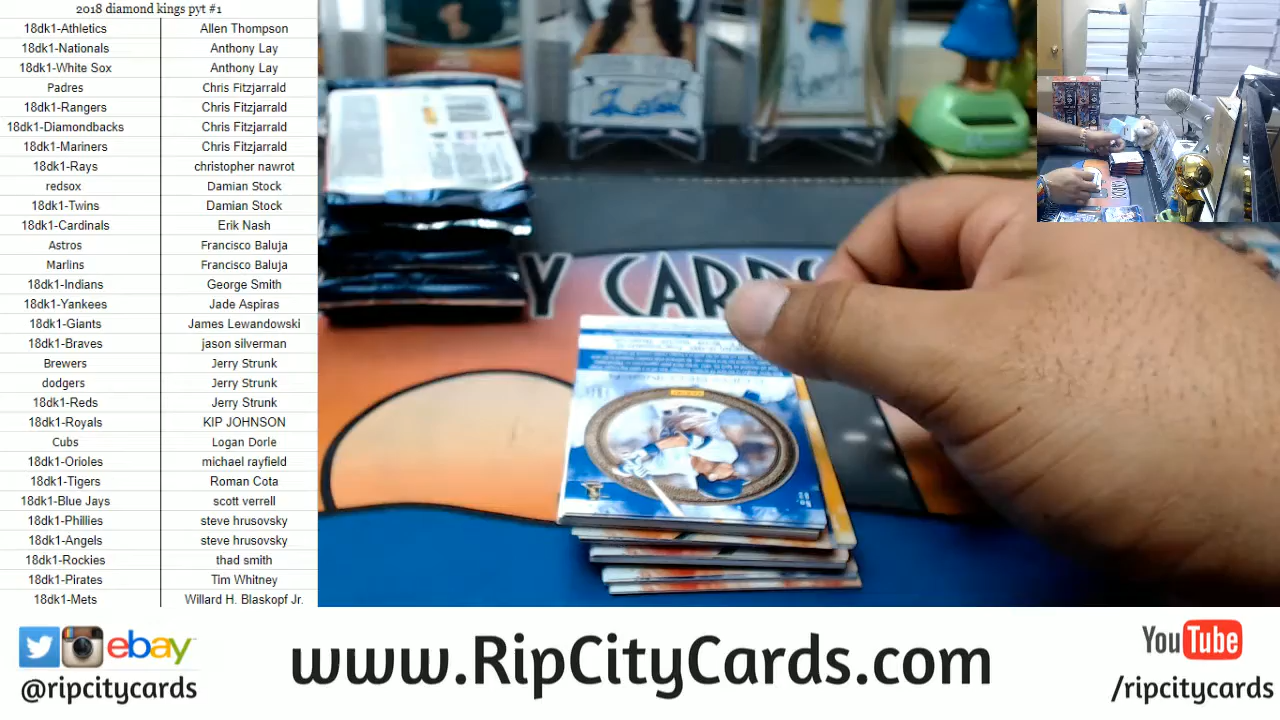 2018 diamond kings pyt #1
18dk1-Athletics Allen Thompson
18dk1-Nationals Anthony Lay
18dk1-White Sox Anthony Lay
Padres Chris Fitzjarrald
18dk1-Rangers Chris Fitzjarrald
18dk1-Diamondbacks Chris Fitzjarrald
18dk1-Mariners Chris Fitzjarrald
18dk1-Rays christopher nawrot
redsox Damian Stock
18dk1-Twins Damian Stock
18dk1-Cardinals Erik Nash
Astros Francisco Baluja
Marlins Francisco Baluja
18dk1-Indians George Smith
18dk1-Yankees Jade Aspiras
18dk1-Giants James Lewandowski
18dk1-Braves jason silverman
Brewers Jerry Strunk
dodgers Jerry Strunk
18dk1-Reds Jerry Strunk
18dk1-Royals KIP JOHNSON
Cubs Logan Dorle
18dk1-Orioles michael rayfield
18dk1-Tigers Roman Cota
18dk1-Blue Jays scott verrell
18dk1-Phillies steve hrusovsky
18dk1-Angels steve hrusovsky
18dk1-Rockies thad smith
18dk1-Pirates Tim Whitney
18dk1-Mets Willard H. Blaskopf Jr.
Y CARDS
ebay
@ripcitycards
www.RipCityCards.com
YouTube
/ripcitycards